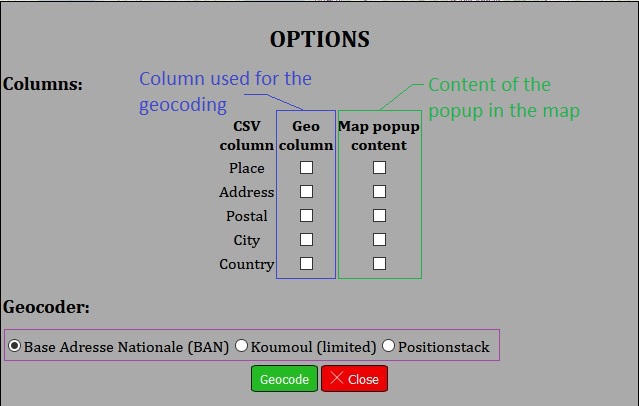 OPTIONS
Columns:
Column used for the
geocoding
Content of the
popup in the map
CSV column
Geo column
Map popup content
Place
Address
Postal
City
Country
Geocoder:
Base Adresse Nationale (BAN) Koumoul (limited) Positionstack
Geocode Close